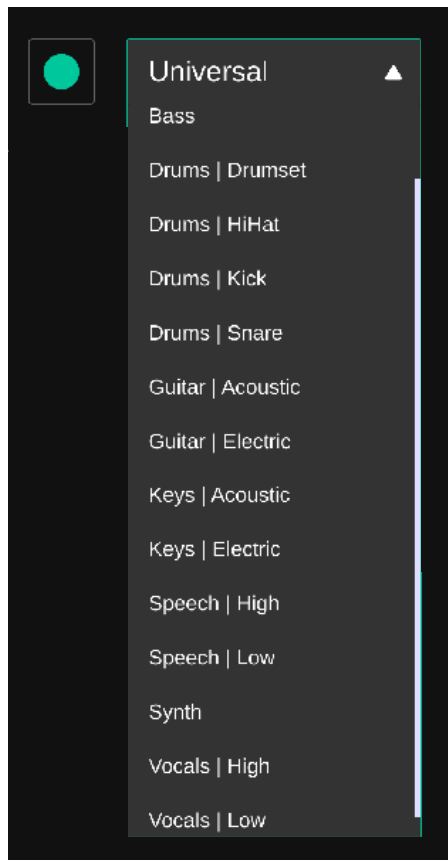 Universal
Bass
Drums | Drumset
Drums | HiHat
Drums | Kick
Drums | Snare
Guitar | Acoustic
Guitar | Electric
Keys | Acoustic
Keys | Electric
Speech | High
Speech | Low
Synth
Vocals | High
Vocals | Low